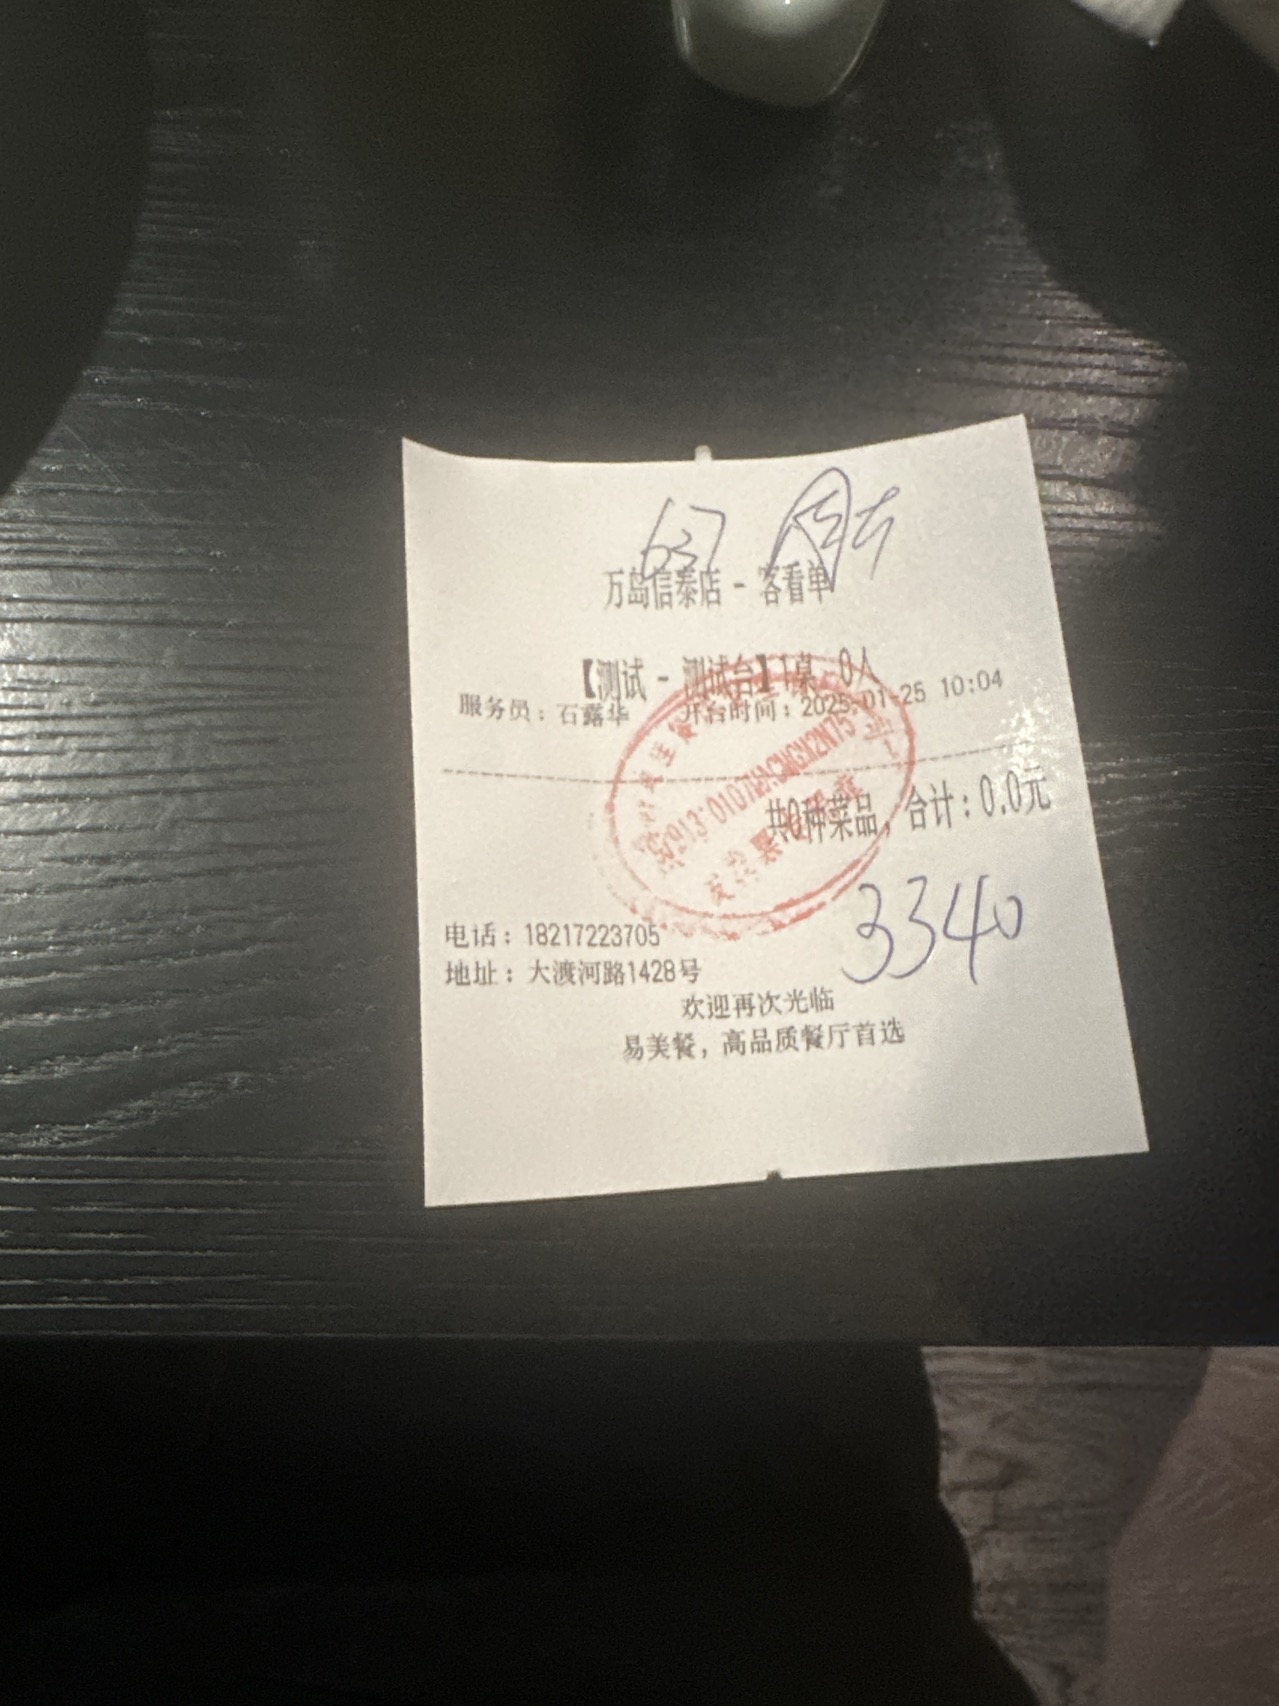 637
万岛信泰店 - 客看单
【测试 - 测试台】1桌 0人
服务员：石露华 开台时间：2025-01-25 10:04
共0种菜品，合计：0.0元
3340
电话：18217223705
地址：大渡河路1428号
欢迎再次光临
易美餐，高品质餐厅首选